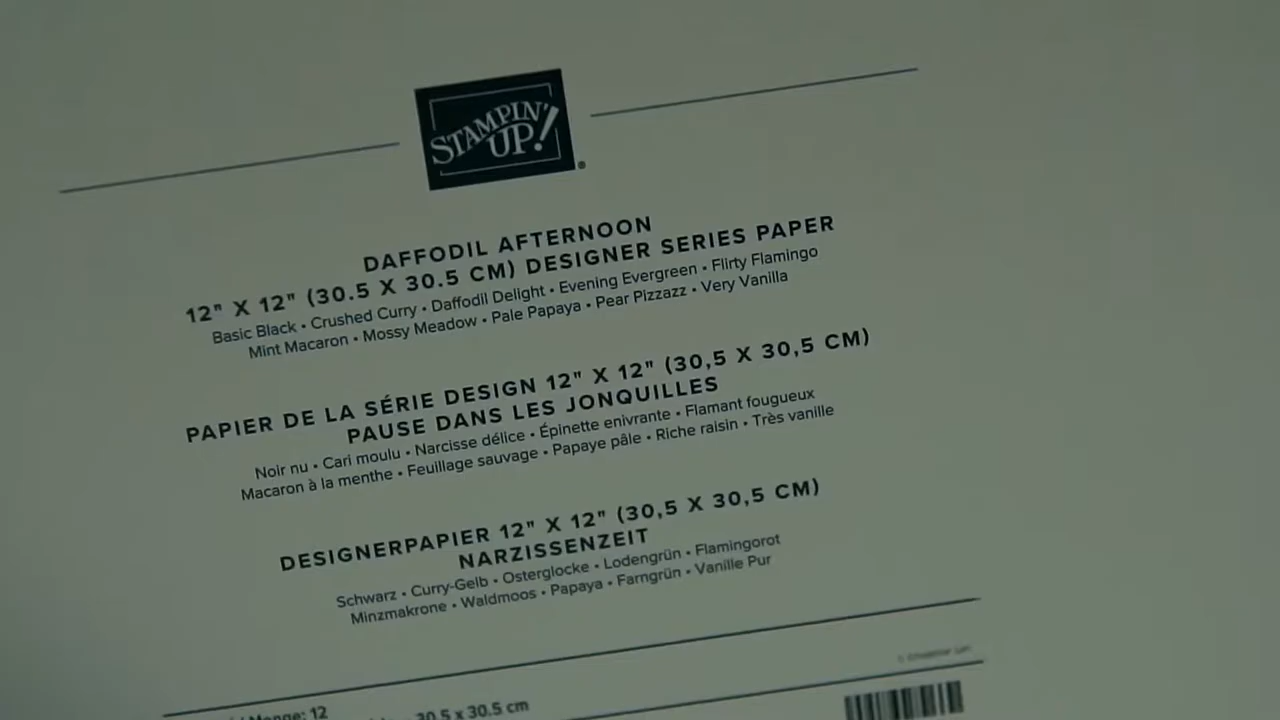 STAMPIN' UP!®
DAFFODIL AFTERNOON
12" X 12" (30.5 X 30.5 CM) DESIGNER SERIES PAPER
Basic Black • Crushed Curry • Daffodil Delight • Evening Evergreen • Flirty Flamingo
Mint Macaron • Mossy Meadow • Pale Papaya • Pear Pizzazz • Very Vanilla
PAPIER DE LA SÉRIE DESIGN 12" X 12" (30,5 X 30,5 CM)
PAUSE DANS LES JONQUILLES
Noir nu • Cari moulu • Narcisse délice • Épinette enivrante • Flamant fougueux
Macaron à la menthe • Feuillage sauvage • Papaye pâle • Riche raisin • Très vanille
DESIGNERPAPIER 12" X 12" (30,5 X 30,5 CM)
NARZISSENZEIT
Schwarz • Curry-Gelb • Osterglocke • Lodengrün • Flamingorot
Minzmakrone • Waldmoos • Papaya • Farngrün • Vanille Pur
Menge: 12
30.5 x 30.5 cm